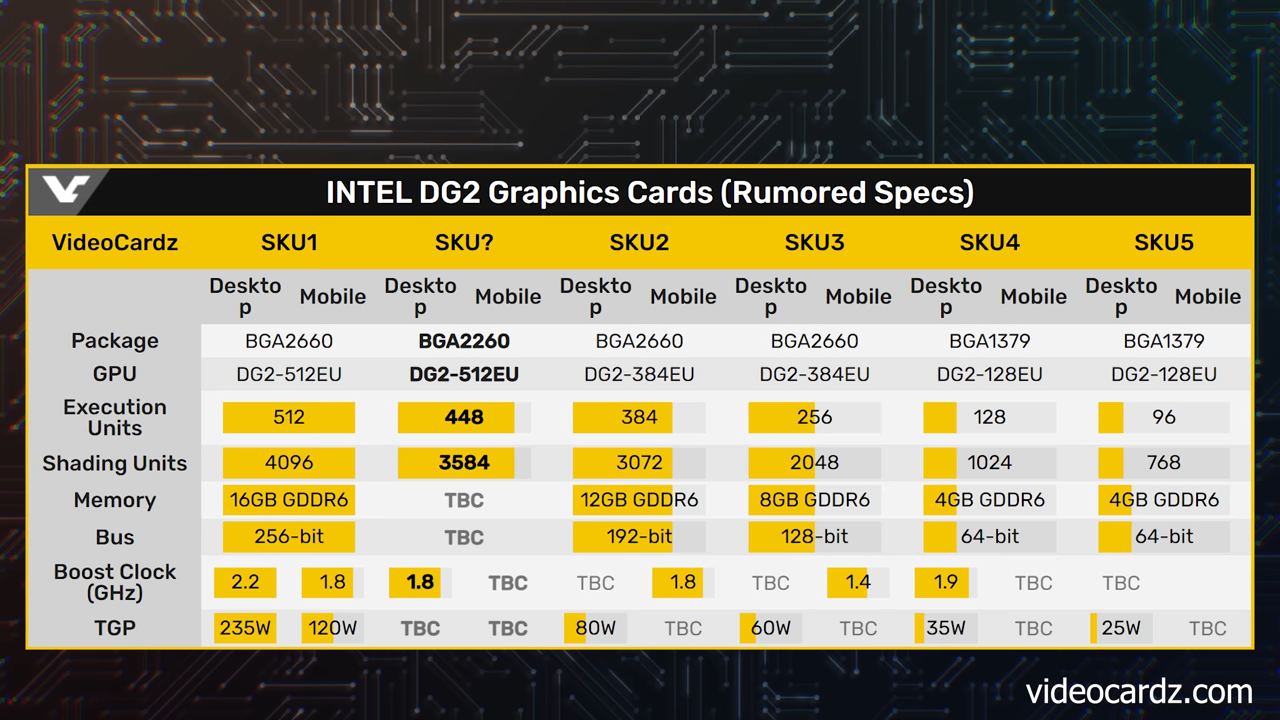 INTEL DG2 Graphics Cards (Rumored Specs)
VideoCardz SKU1 SKU? SKU2 SKU3 SKU4 SKU5
Deskto
p Mobile Deskto
p Mobile Deskto
p Mobile Deskto
p Mobile Deskto
p Mobile Deskto
p Mobile
Package BGA2660 BGA2260 BGA2660 BGA2660 BGA1379 BGA1379
GPU DG2-512EU DG2-512EU DG2-384EU DG2-384EU DG2-128EU DG2-128EU
Execution
Units 512 448 384 256 128 96
Shading Units 4096 3584 3072 2048 1024 768
Memory 16GB GDDR6 TBC 12GB GDDR6 8GB GDDR6 4GB GDDR6 4GB GDDR6
Bus 256-bit TBC 192-bit 128-bit 64-bit 64-bit
Boost Clock
(GHz) 2.2 1.8 1.8 TBC TBC 1.8 TBC 1.4 1.9 TBC TBC
TGP 235W 120W TBC TBC 80W TBC 60W TBC 35W TBC 25W TBC
videocardz.com